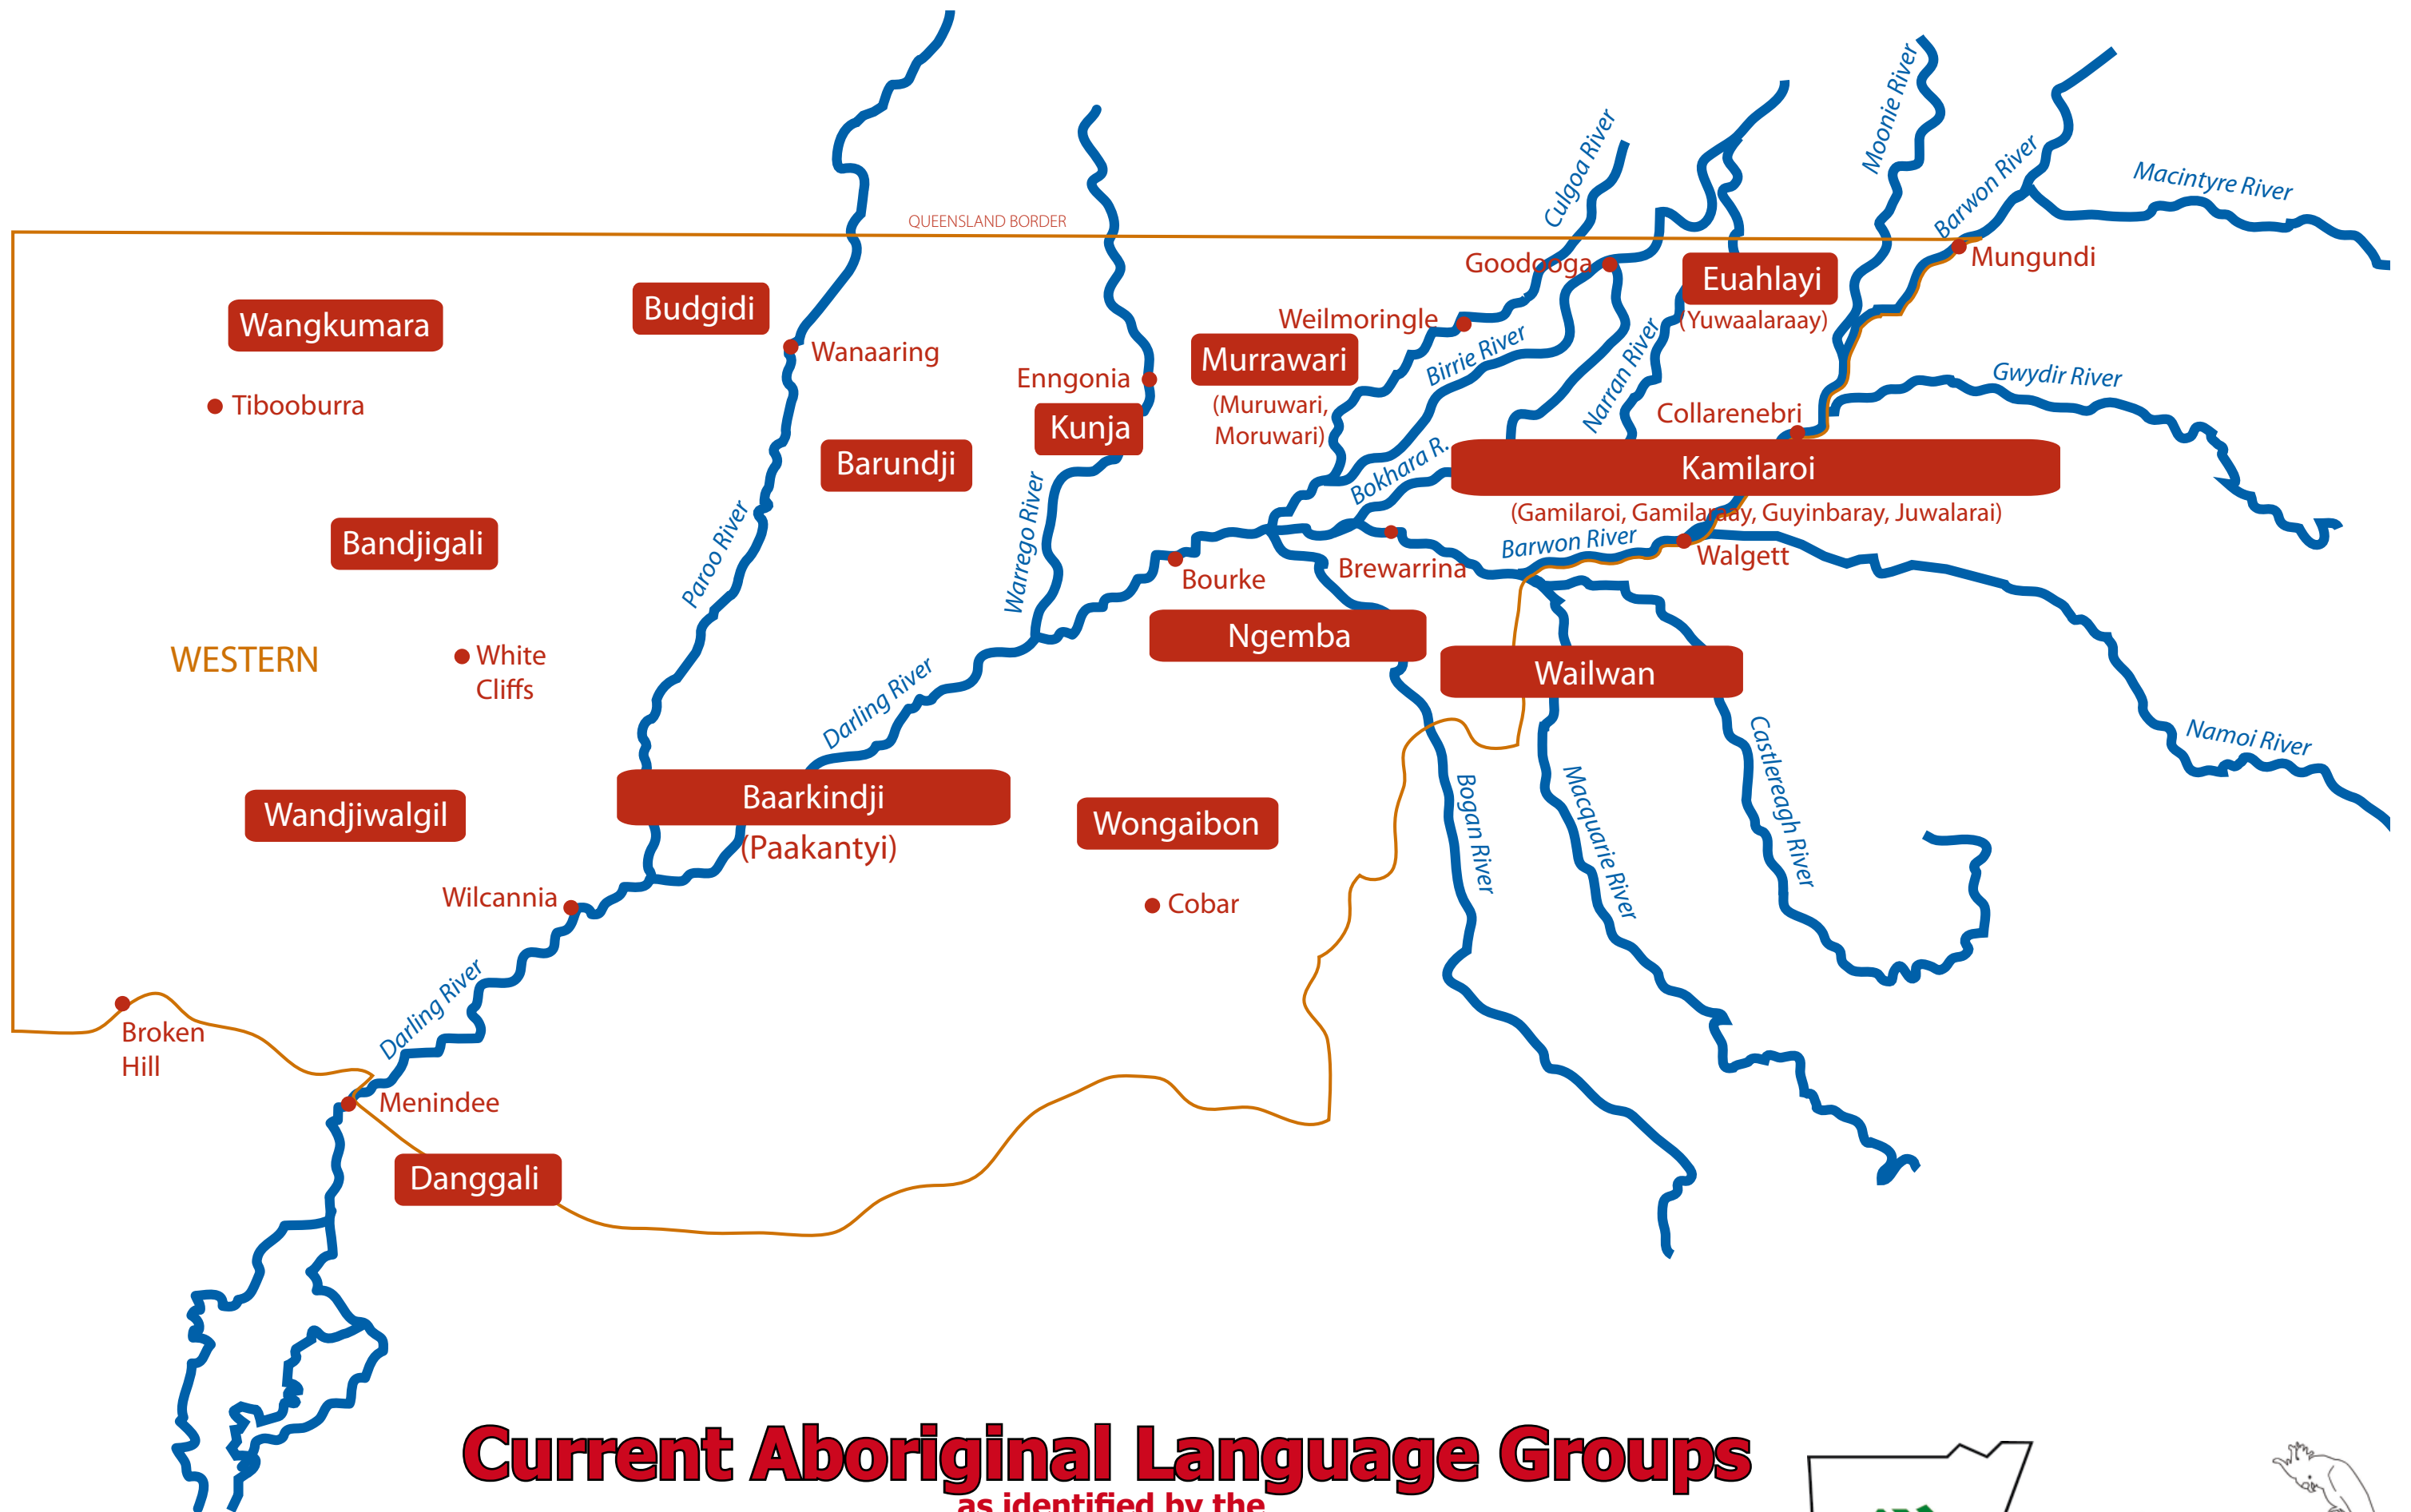 Moonie River
Culgoa River
Barwon River
Macintyre River
QUEENSLAND BORDER
Mungundi
Goodooga
Euahlayi
(Yuwaalaraay)
Budgidi
Wangkumara
Weilmoringle
Murrawari
(Muruwari,
Moruwari)
Birrie River
Narran River
Wanaaring
Enngonia
Gwydir River
Tibooburra
Kunja
Collarenebri
Barundji
Bokhara R.
Kamilaroi
(Gamilaroi, Gamilaraay, Guyinbaray, Juwalarai)
Bandjigali
Paroo River
Warrego River
Barwon River
Walgett
Bourke
Brewarrina
Ngemba
WESTERN
White
Cliffs
Wailwan
Darling River
Castlereagh River
Namoi River
Baarkindji
(Paakantyi)
Wandjiwalgil
Wongaibon
Bogan River
Macquarie River
Wilcannia
Cobar
Darling River
Broken
Hill
Menindee
Danggali
Current Aboriginal Language Groups
as identified by the